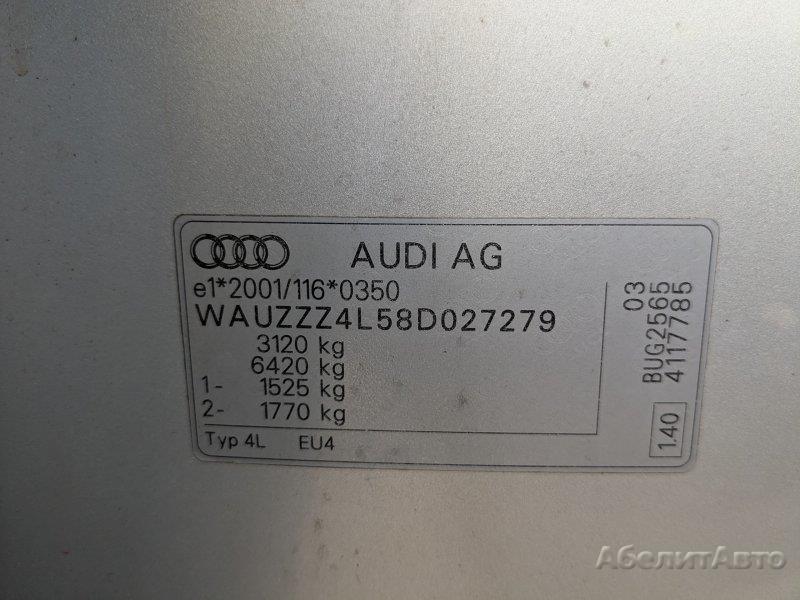 AUDI AG
e1*2001/116*0350
WAUZZZ4L58D027279
3120 kg
6420 kg
1- 1525 kg
2- 1770 kg
Typ 4L EU4
03
BUG2565
4117785
1.40
АбелитАвто